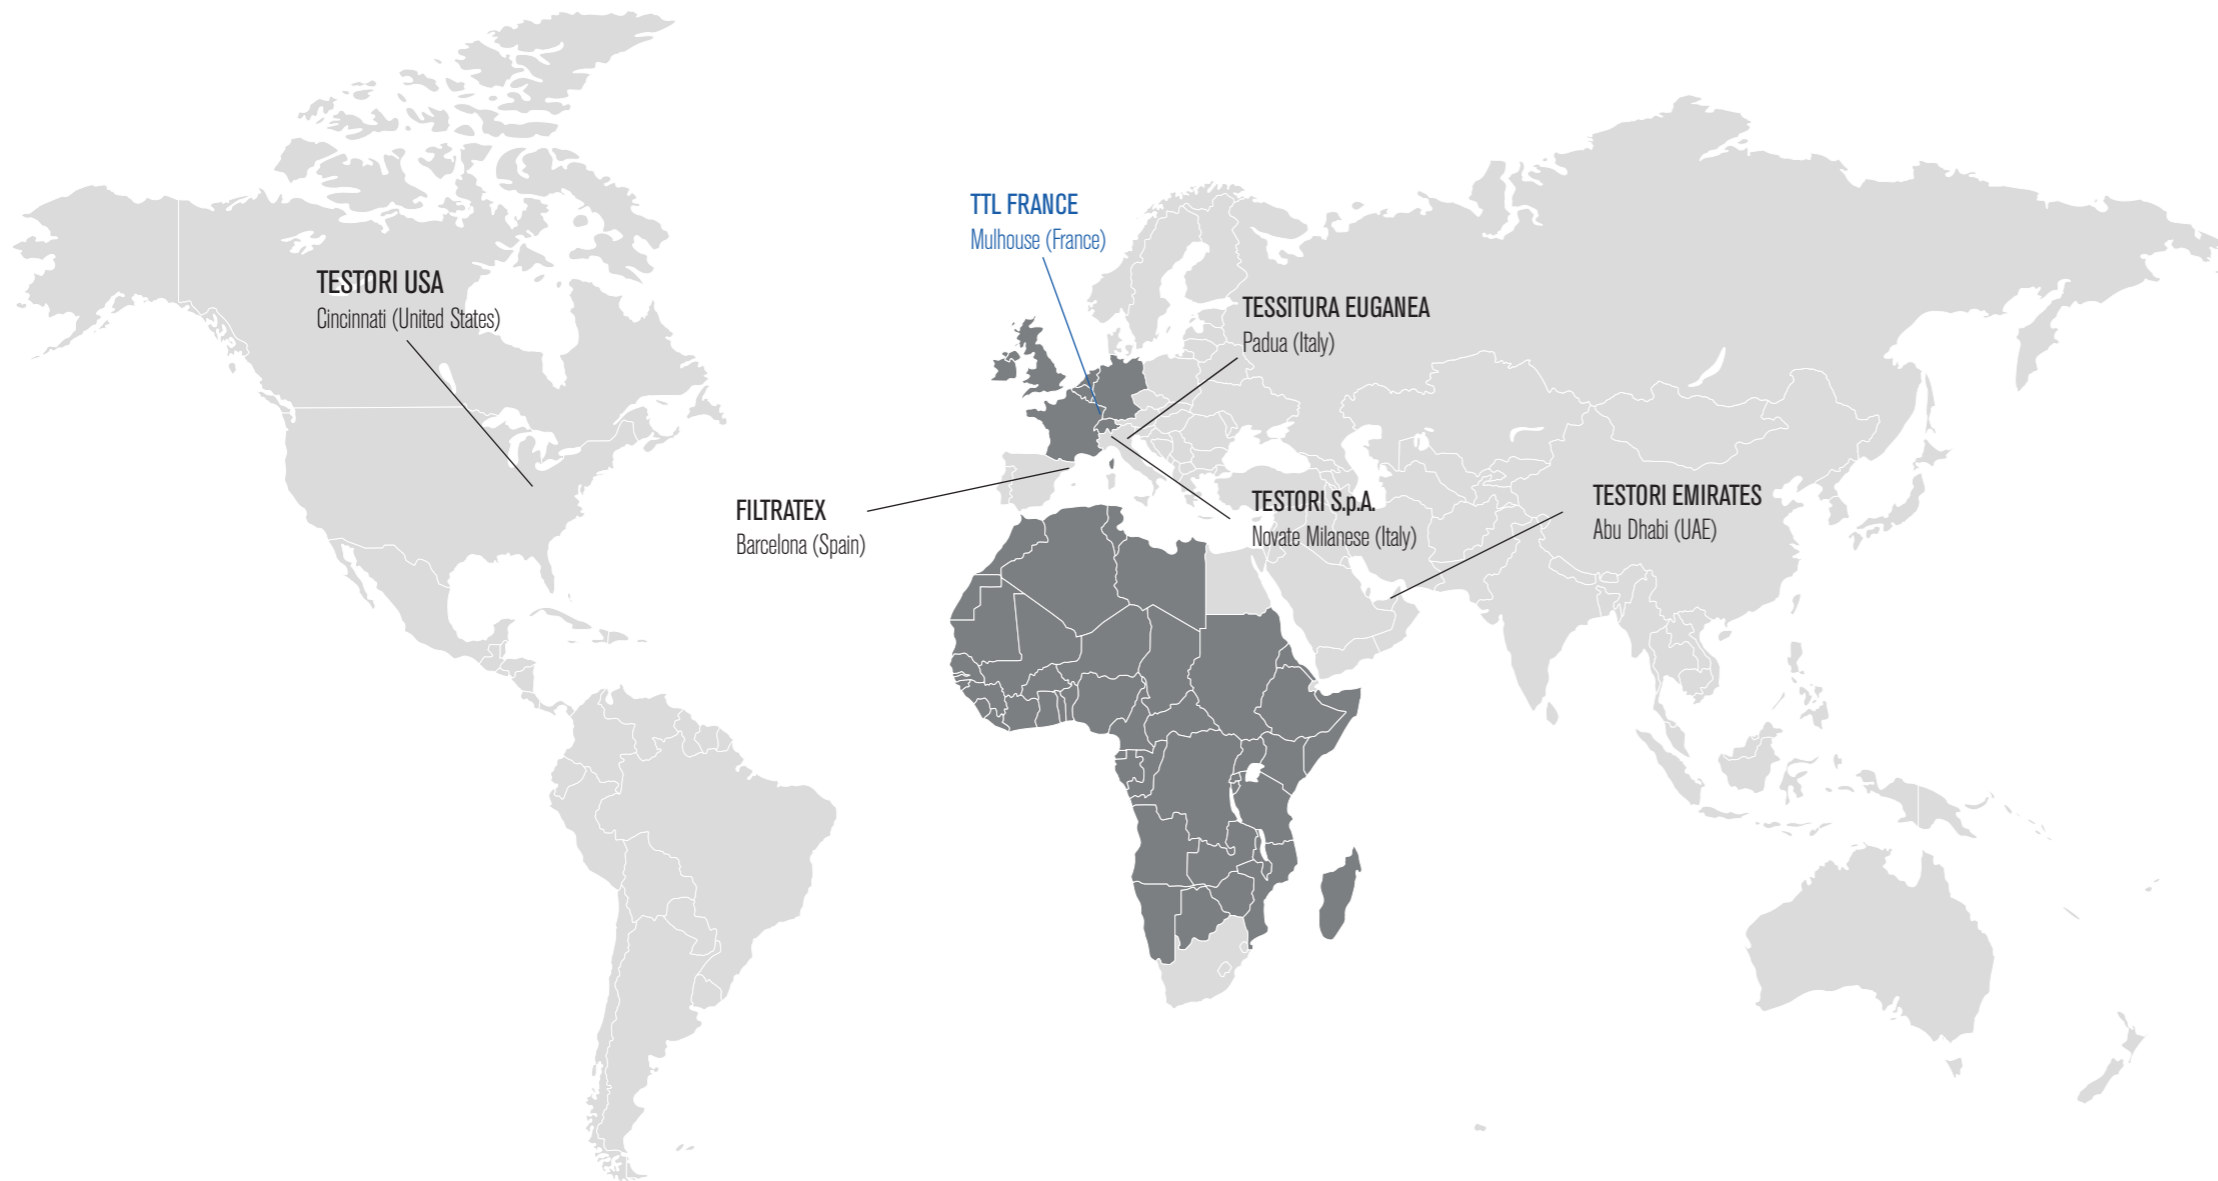 TTL FRANCE
Mulhouse (France)
TESTORI USA
Cincinnati (United States)
TESSITURA EUGANEA
Padua (Italy)
FILTRATEX
Barcelona (Spain)
TESTORI S.p.A.
Novate Milanese (Italy)
TESTORI EMIRATES
Abu Dhabi (UAE)